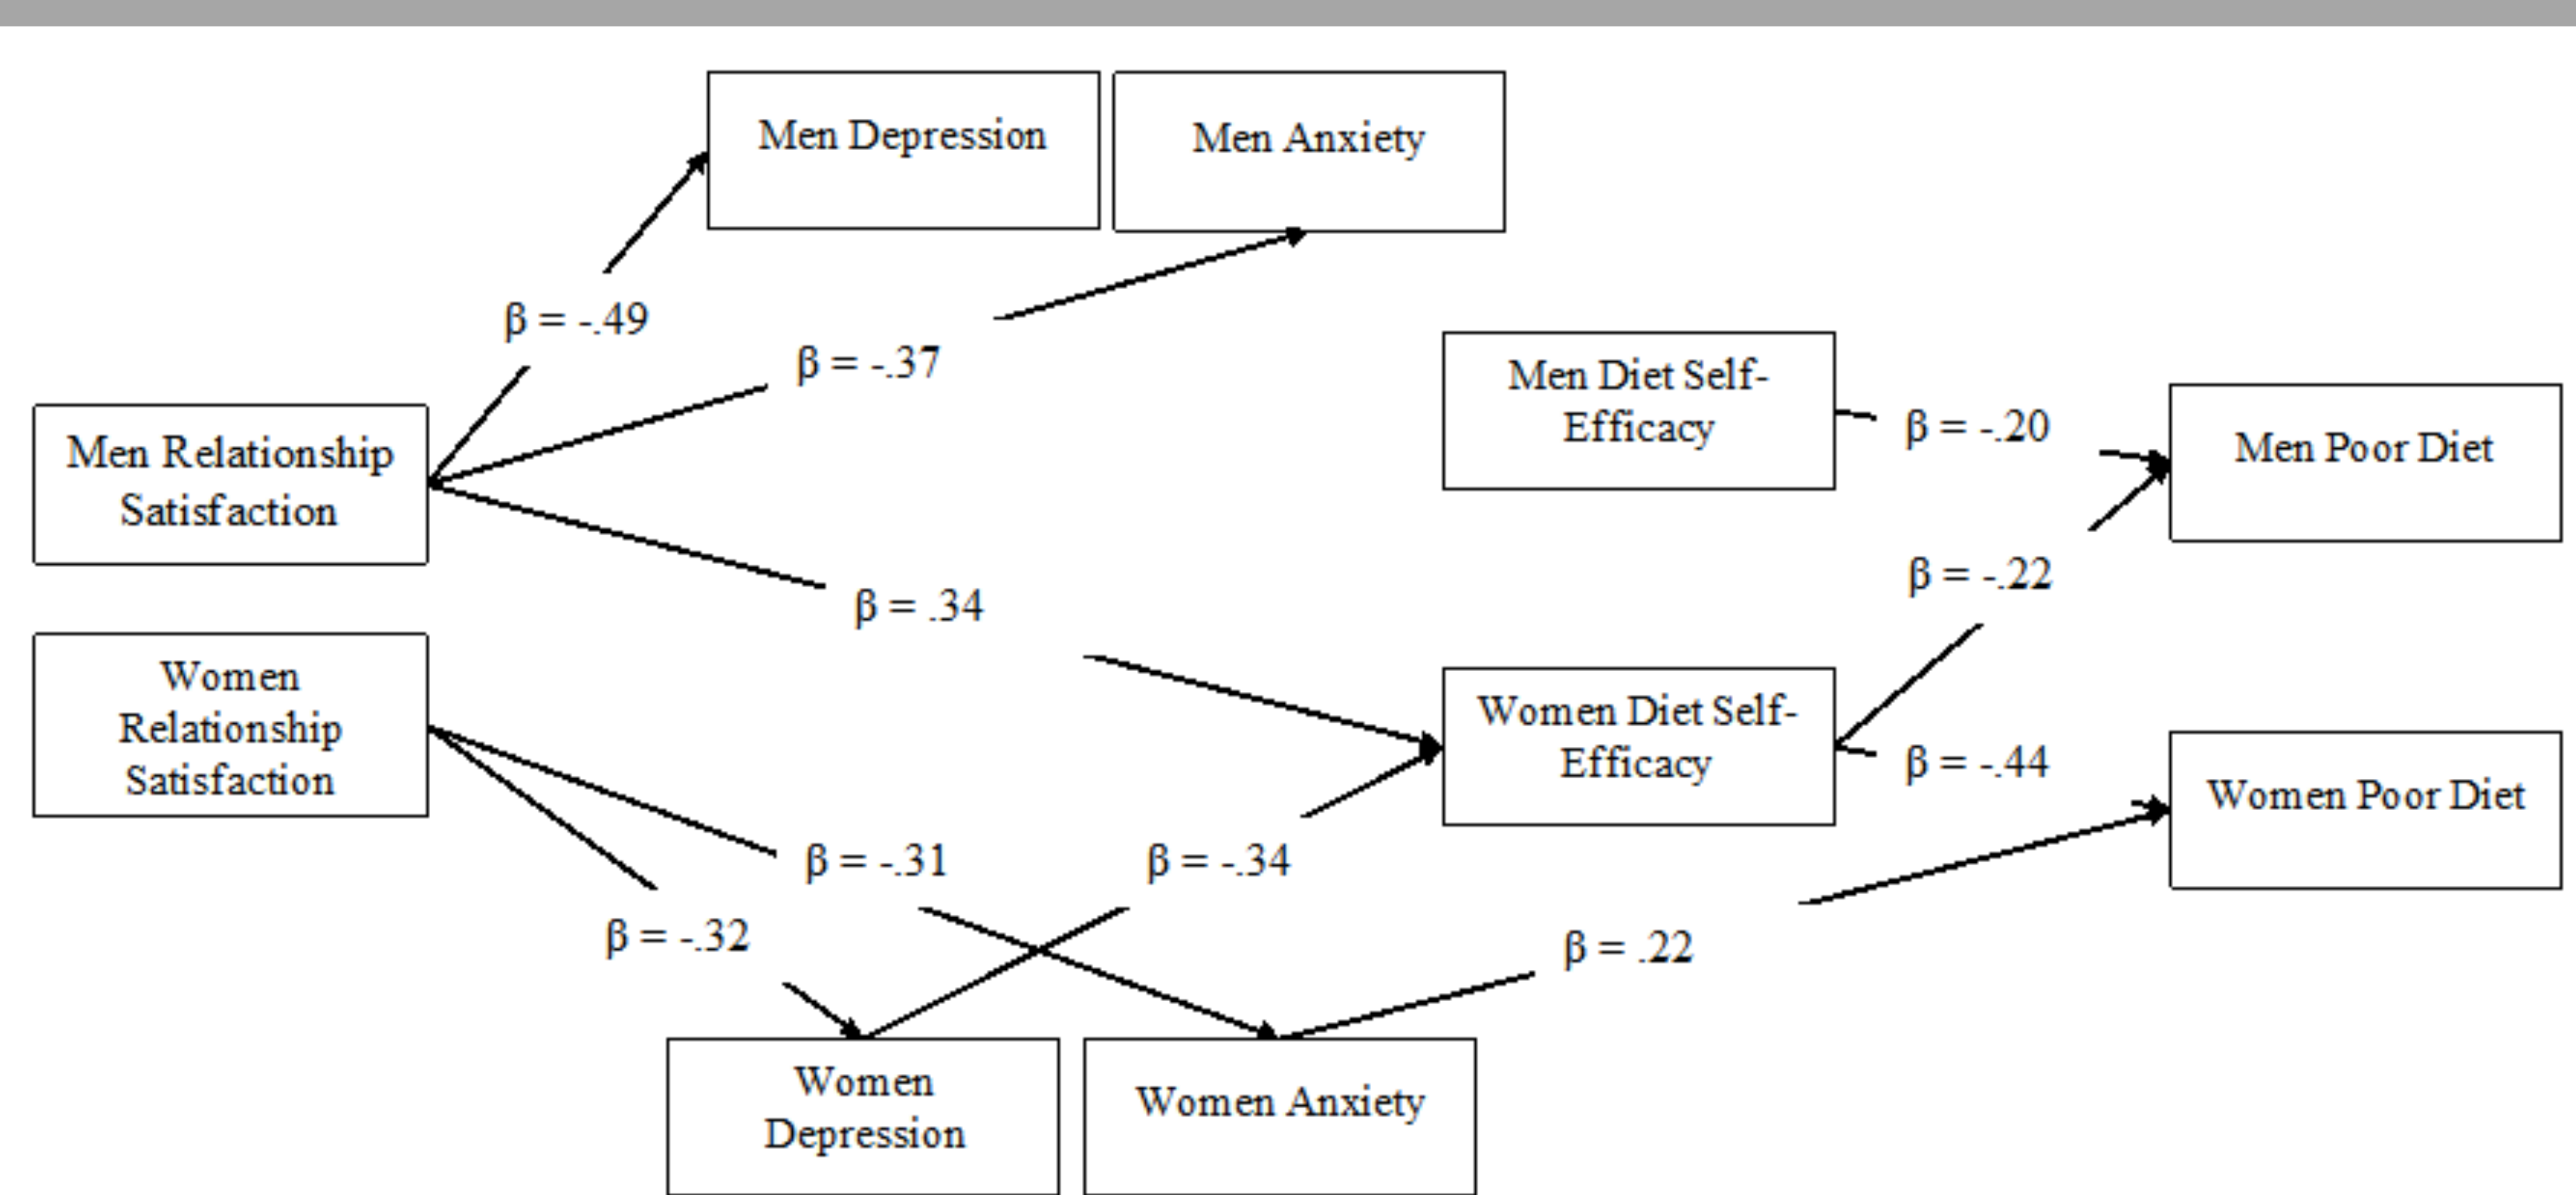 Men Depression
Men Anxiety
β = -.49
β = -.37
Men Diet Self-
Efficacy
β = -.20
Men Poor Diet
Men Relationship
Satisfaction
β = .34
β = -.22
Women
Relationship
Satisfaction
Women Diet Self-
Efficacy
β = -.44
Women Poor Diet
β = -.31
β = -.34
β = -.32
β = .22
Women
Depression
Women Anxiety